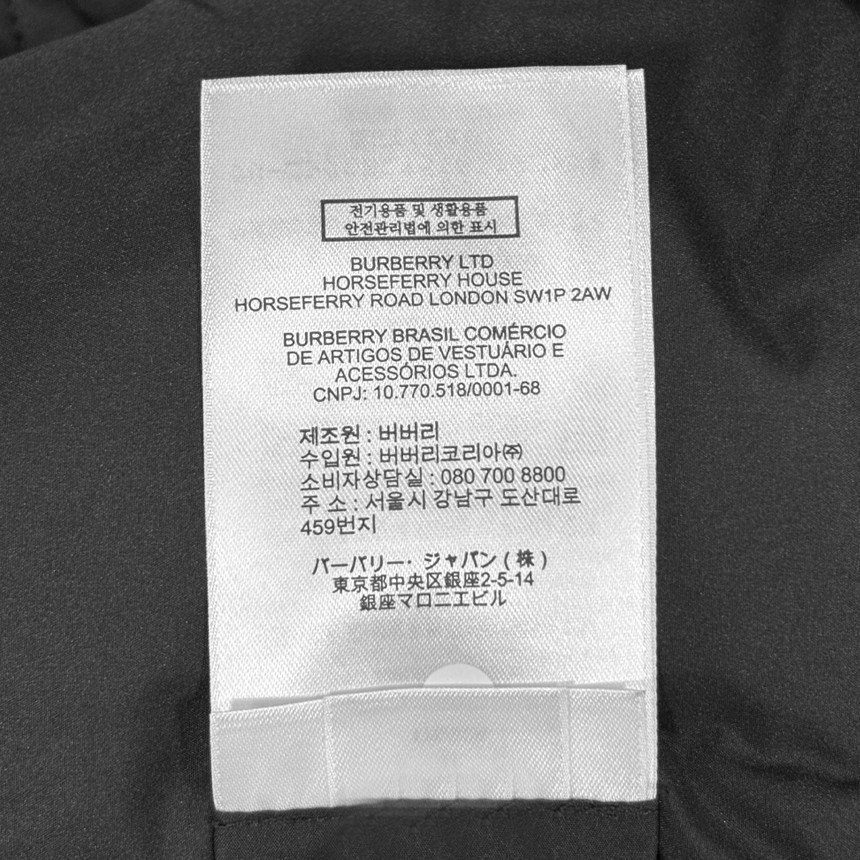 전기용품 및 생활용품
안전관리법에 의한 표시
BURBERRY LTD
HORSEFERRY HOUSE
HORSEFERRY ROAD LONDON SW1P 2AW
BURBERRY BRASIL COMÉRCIO
DE ARTIGOS DE VESTUÁRIO E
ACESSÓRIOS LTDA.
CNPJ: 10.770.518/0001-68
제조원 : 버버리
수입원 : 버버리코리아㈜
소비자상담실 : 080 700 8800
주 소 : 서울시 강남구 도산대로
459번지
バーバリー・ジャパン ( 株 )
東京都中央区銀座2-5-14
銀座マロニエビル